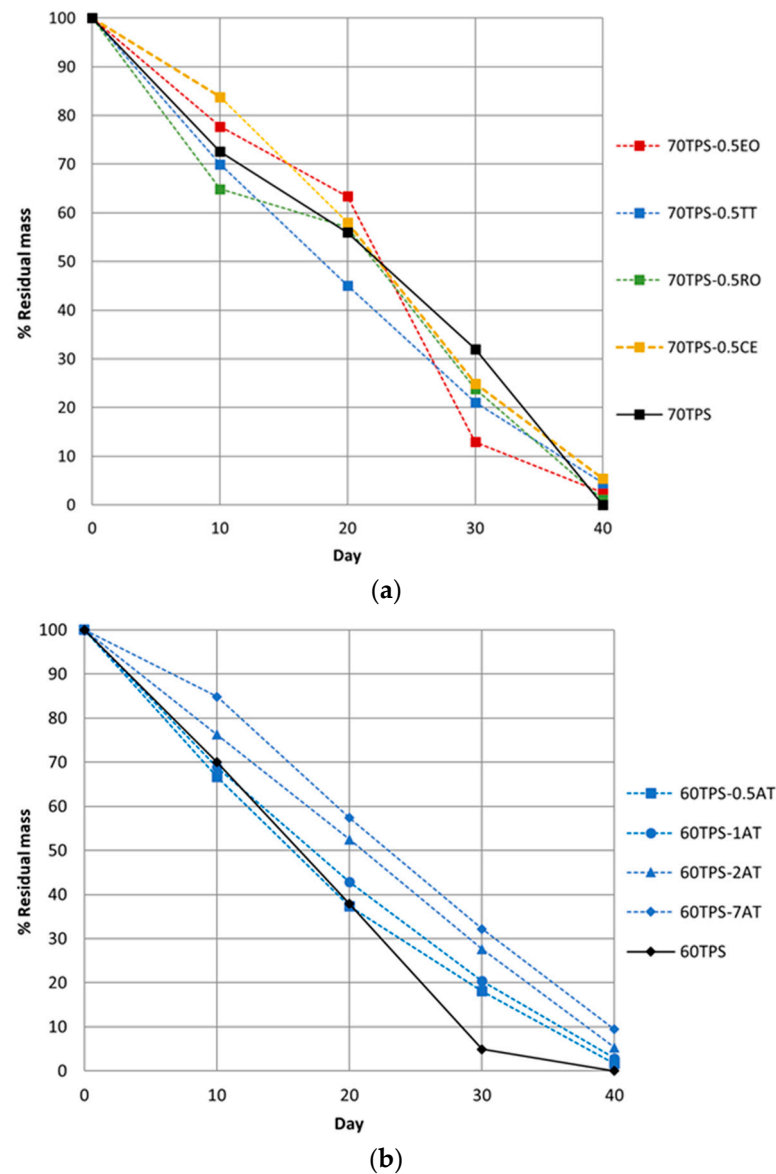 100
90
80
70
60
50
40
30
20
10
0
% Residual mass
0 10 20 30 40
Day
70TPS-0.5EO
70TPS-0.5TT
70TPS-0.5RO
70TPS-0.5CE
70TPS
(a)
100
90
80
70
60
50
40
30
20
10
0
% Residual mass
0 10 20 30 40
Day
60TPS-0.5AT
60TPS-1AT
60TPS-2AT
60TPS-7AT
60TPS
(b)